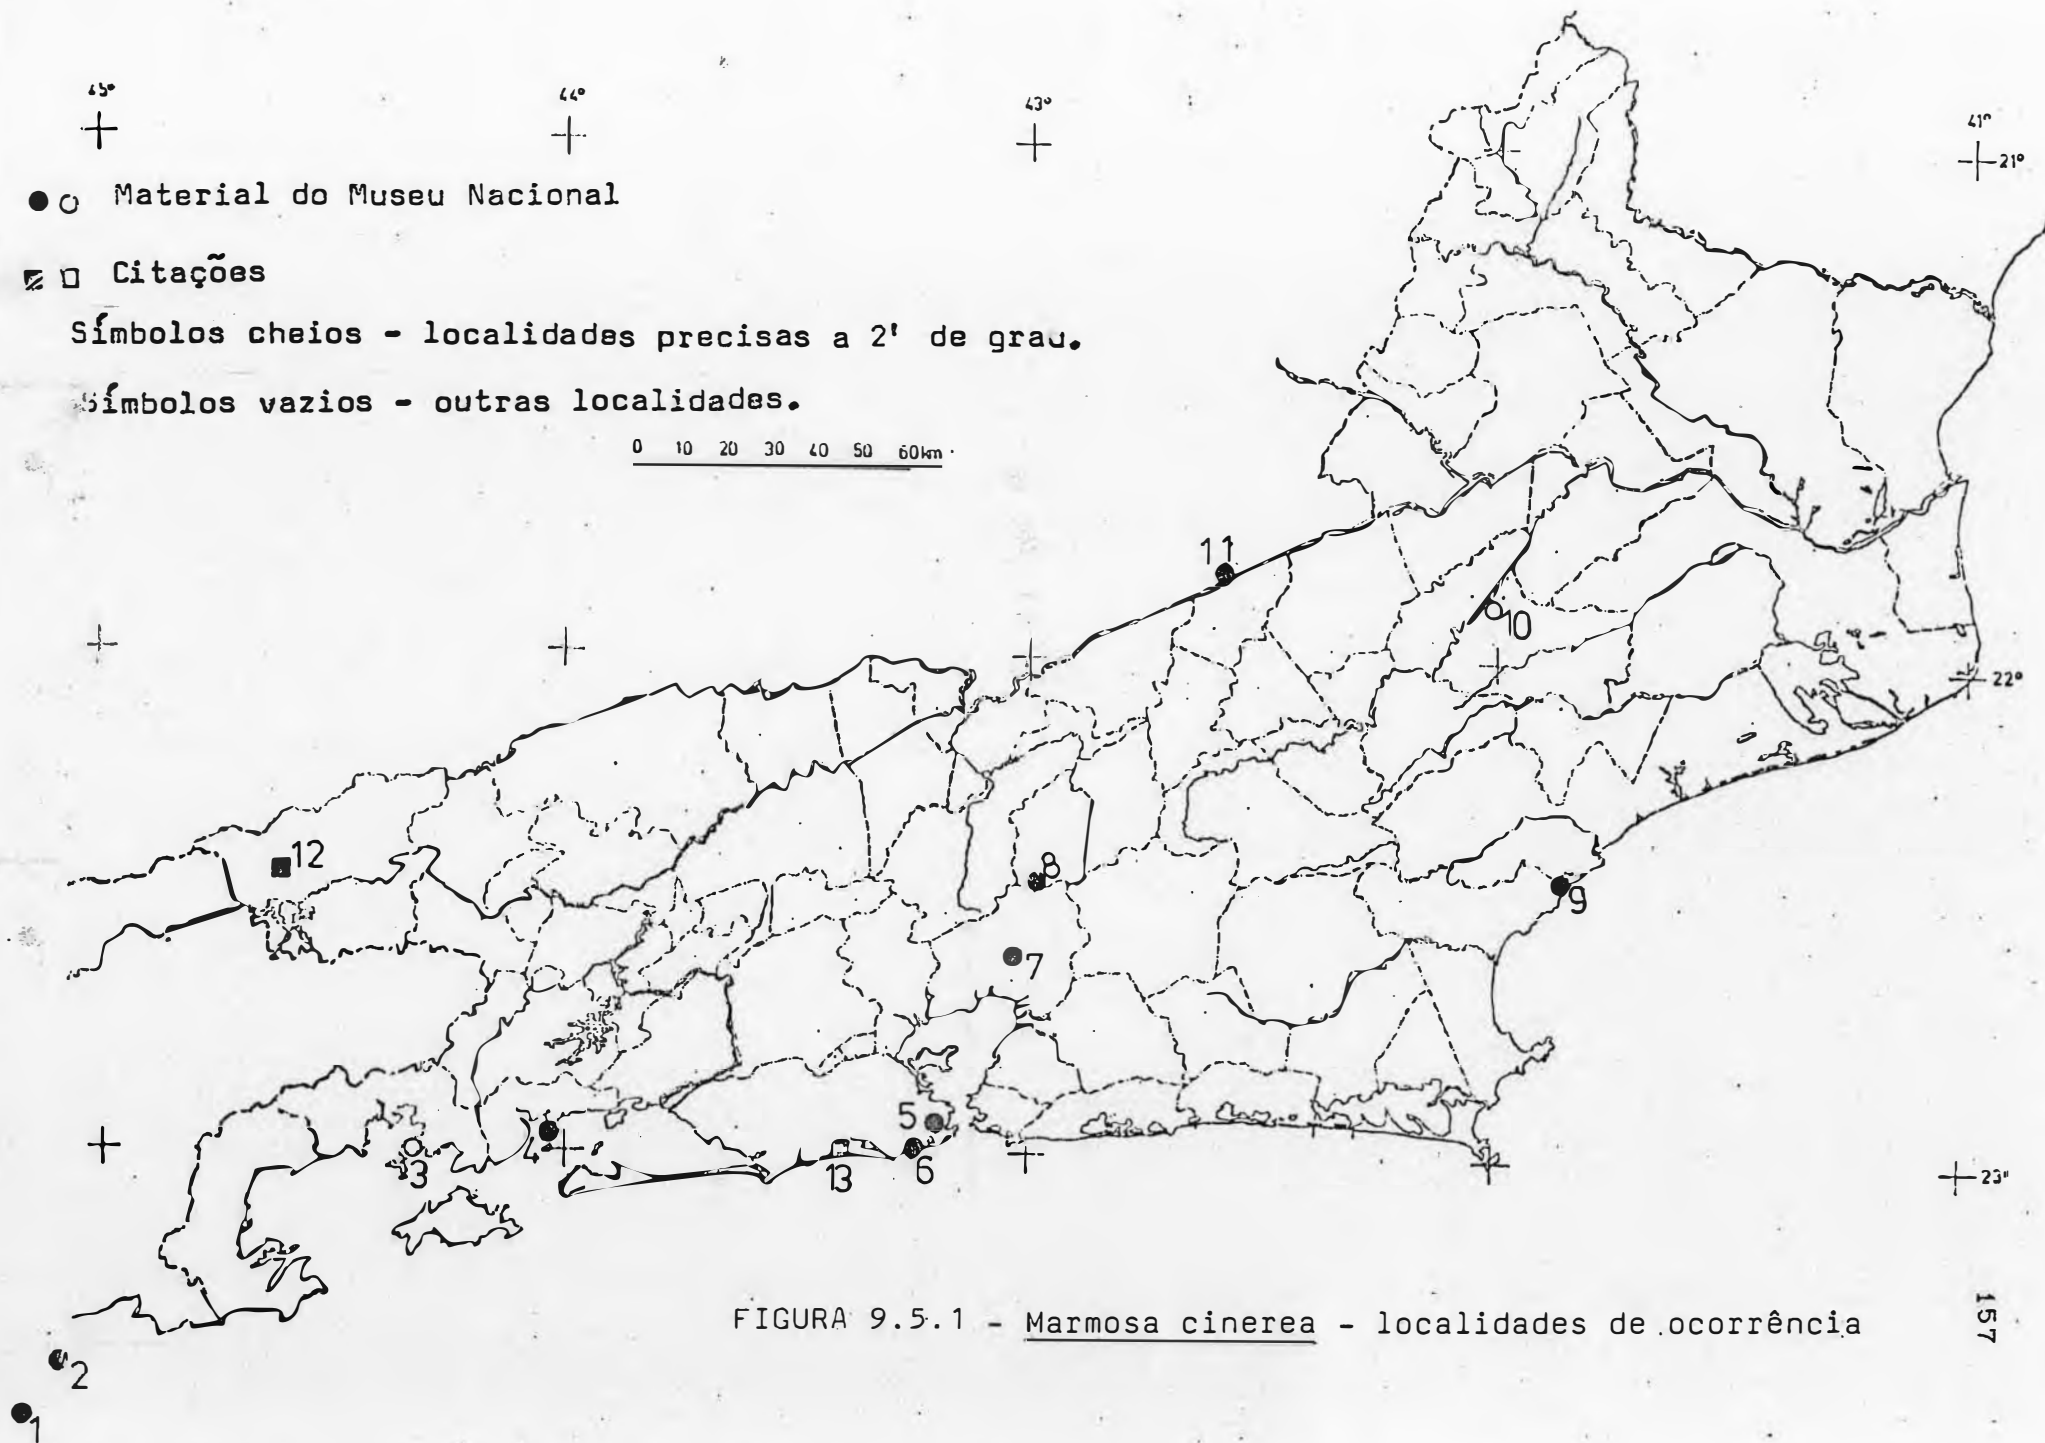 45° 44° 43° 41°
21°
Material do Museu Nacional
Citações
Símbolos cheios - localidades precisas a 2' de grau.
Símbolos vazios - outras localidades.
0 10 20 30 40 50 60km
11
10
22°
12
8
9
7
5
4
3
13
6
23°
2
1
FIGURA 9.5.1 - Marmosa cinerea - localidades de ocorrência
157